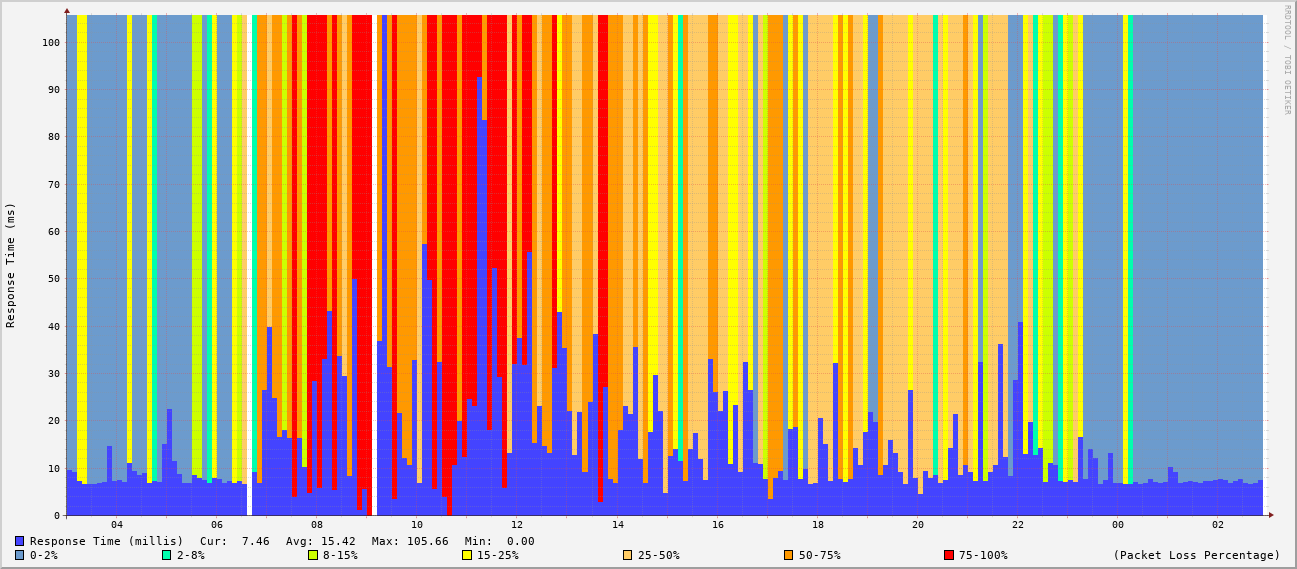 RRDTOOL / TOBI OETIKER
Response Time (ms)
100
90
80
70
60
50
40
30
20
10
0
04 06 08 10 12 14 16 18 20 22 00 02
Response Time (millis) Cur: 7.46 Avg: 15.42 Max: 105.66 Min: 0.00
0-2% 2-8% 8-15% 15-25% 25-50% 50-75% 75-100% (Packet Loss Percentage)